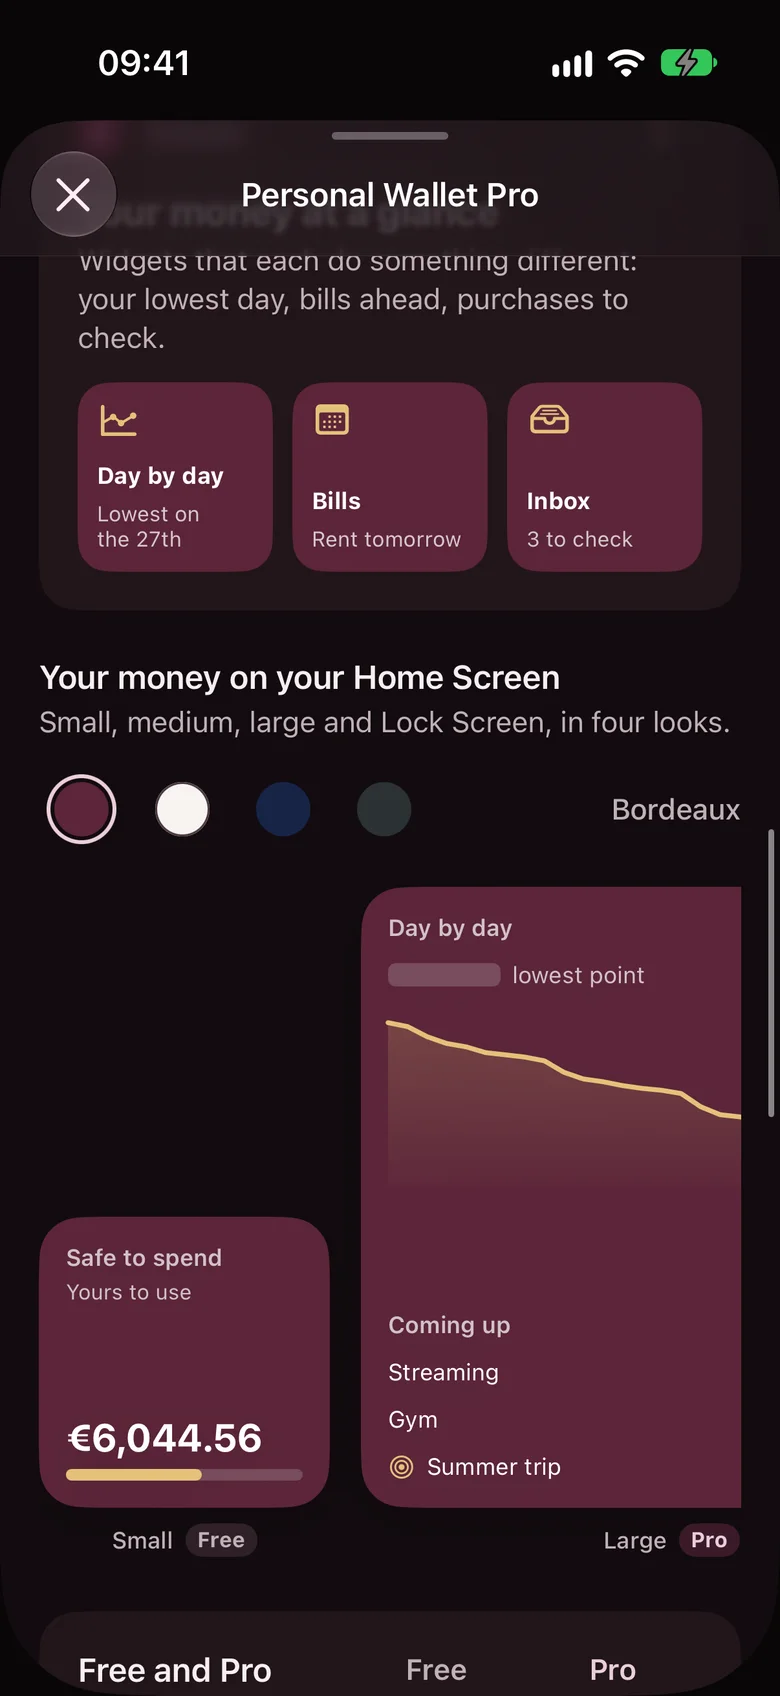 09:41
Personal Wallet Pro
Your money at a glance
Widgets that each do something different:
your lowest day, bills ahead, purchases to
check.
Day by day
Lowest on
the 27th
Bills
Rent tomorrow
Inbox
3 to check
Your money on your Home Screen
Small, medium, large and Lock Screen, in four looks.
Bordeaux
Day by day
lowest point
Safe to spend
Yours to use
€6,044.56
Coming up
Streaming
Gym
Summer trip
Small Free
Large Pro
Free and Pro Free Pro